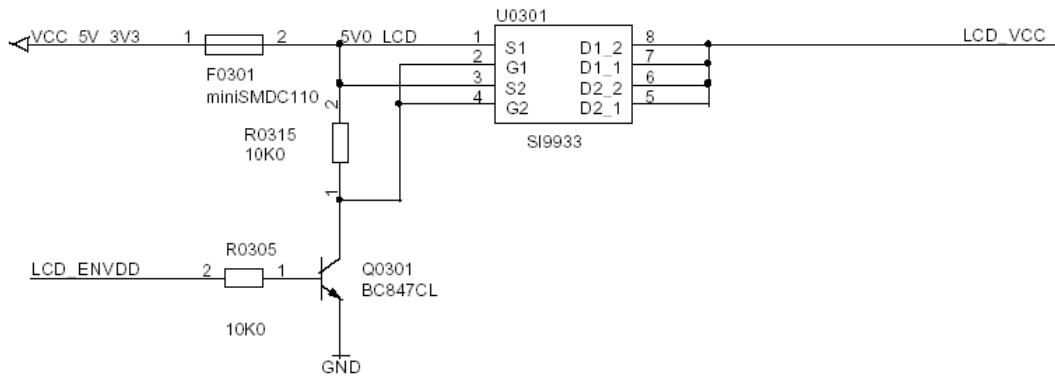 U0301
VCC_5V_3V3 1 2 5V0_LCD 1 S1 D1_2 8 LCD_VCC
2 G1 D1_1 7
3 S2 D2_2 6
4 G2 D2_1 5
F0301
miniSMDC110
SI9933
2
R0315
10K0
1
R0305
LCD_ENVDD 2 1 Q0301
BC847CL
10K0
GND